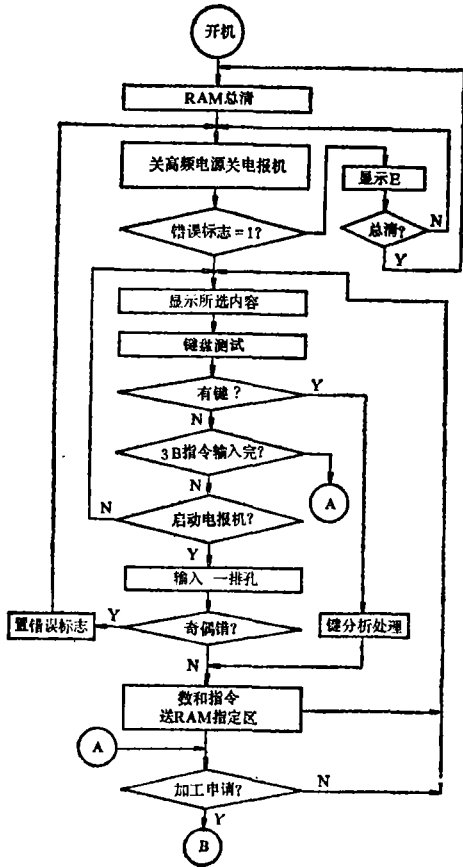 开机
RAM总清
关高频电源关电报机
显示E
错误标志=1?
总清?
N
Y
显示所选内容
键盘测试
有键?
Y
N
3B指令输入完?
N
A
N
启动电报机?
Y
输入 一排孔
置错误标志
Y
奇偶错?
键分析处理
N
数和指令
送RAM指定区
A
加工申请?
N
Y
B